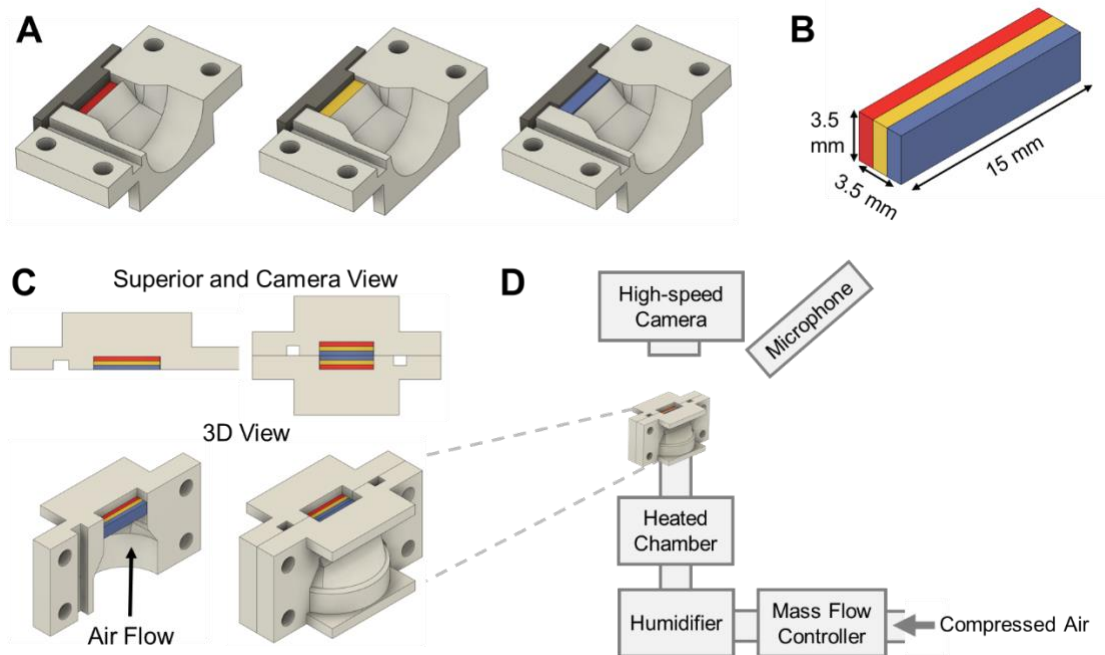 A
B
3.5
mm
3.5 mm
15 mm
C
Superior and Camera View
3D View
Air Flow
D
High-speed
Camera
Microphone
Heated
Chamber
Humidifier
Mass Flow
Controller
Compressed Air